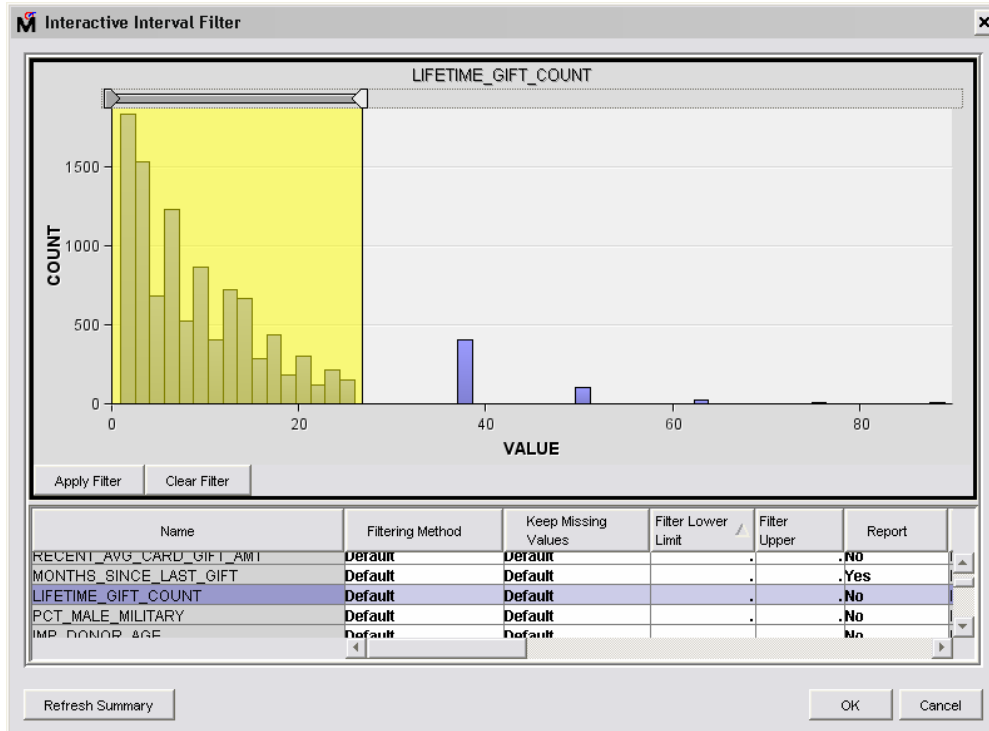 Interactive Interval Filter
LIFETIME_GIFT_COUNT
COUNT
1500
1000
500
0
0 20 40 60 80
VALUE
Apply Filter Clear Filter
Name Filtering Method Keep Missing Values Filter Lower Limit Filter Upper Report
RECENT_AVG_CARD_GIFT_AMT Default Default . . No
MONTHS_SINCE_LAST_GIFT Default Default . . Yes
LIFETIME_GIFT_COUNT Default Default . . No
PCT_MALE_MILITARY Default Default . . No
IMP_DONOR_AGE Default Default No
Refresh Summary OK Cancel